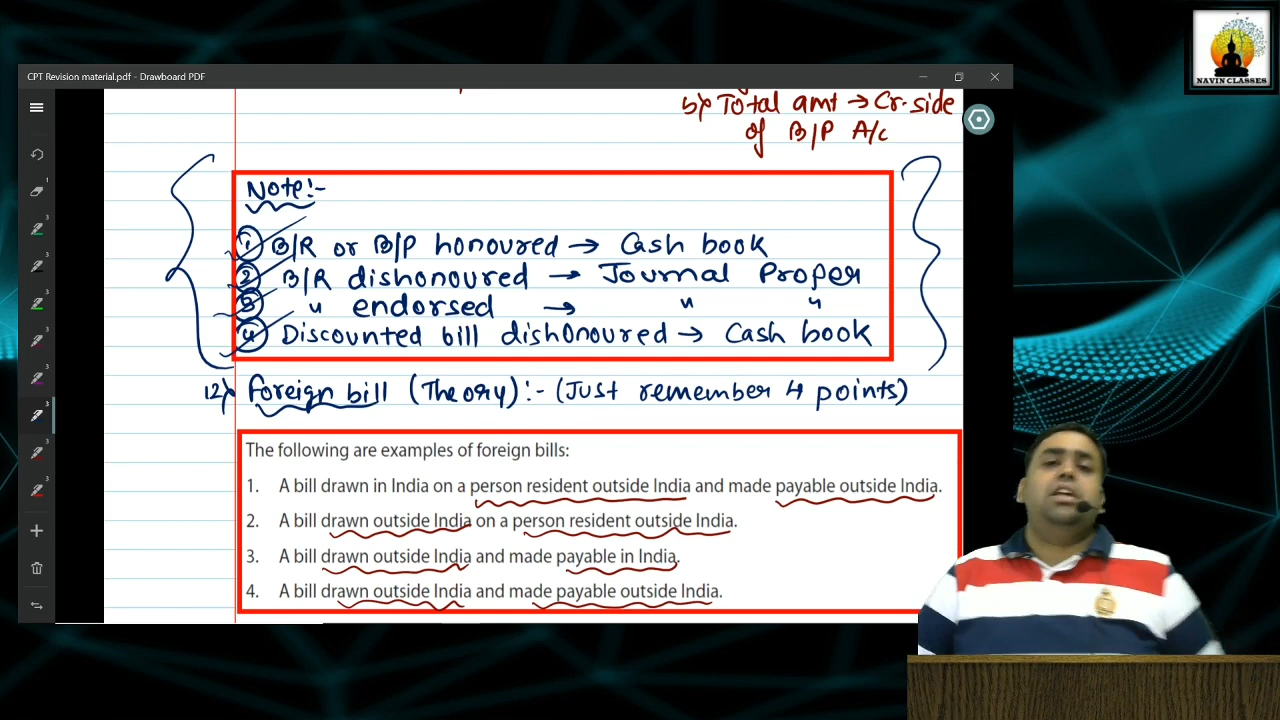 NAVIN CLASSES
CPT Revision material.pdf - Drawboard PDF
b) Total amt → Cr. side
of B/P A/c
Note:-
① B/R or B/P honoured → Cash book
② B/R dishonoured → Journal Proper
③ " endorsed → " "
④ Discounted bill dishonoured → Cash book
12) Foreign bill (Theory):- (Just remember 4 points)
The following are examples of foreign bills:
1. A bill drawn in India on a person resident outside India and made payable outside India.
2. A bill drawn outside India on a person resident outside India.
3. A bill drawn outside India and made payable in India.
4. A bill drawn outside India and made payable outside India.